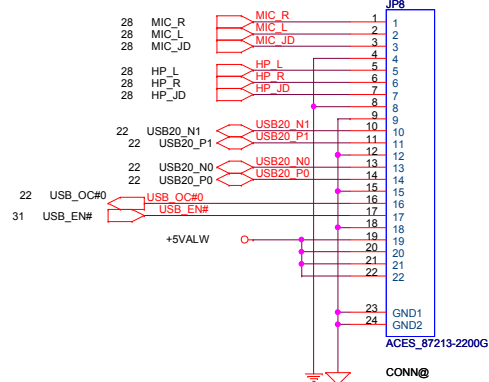 JP8
28 MIC_R MIC_R 1 1
28 MIC_L MIC_L 2 2
28 MIC_JD MIC_JD 3 3
4 4
28 HP_L HP_L 5 5
28 HP_R HP_R 6 6
28 HP_JD HP_JD 7 7
8 8
9 9
22 USB20_N1 USB20_N1 10 10
22 USB20_P1 USB20_P1 11 11
12 12
22 USB20_N0 USB20_N0 13 13
22 USB20_P0 USB20_P0 14 14
15 15
22 USB_OC#0 USB_OC#0 16 16
31 USB_EN# USB_EN# 17 17
18 18
+5VALW 19 19
20 20
21 21
22 22
23 GND1
24 GND2
ACES_87213-2200G
CONN@